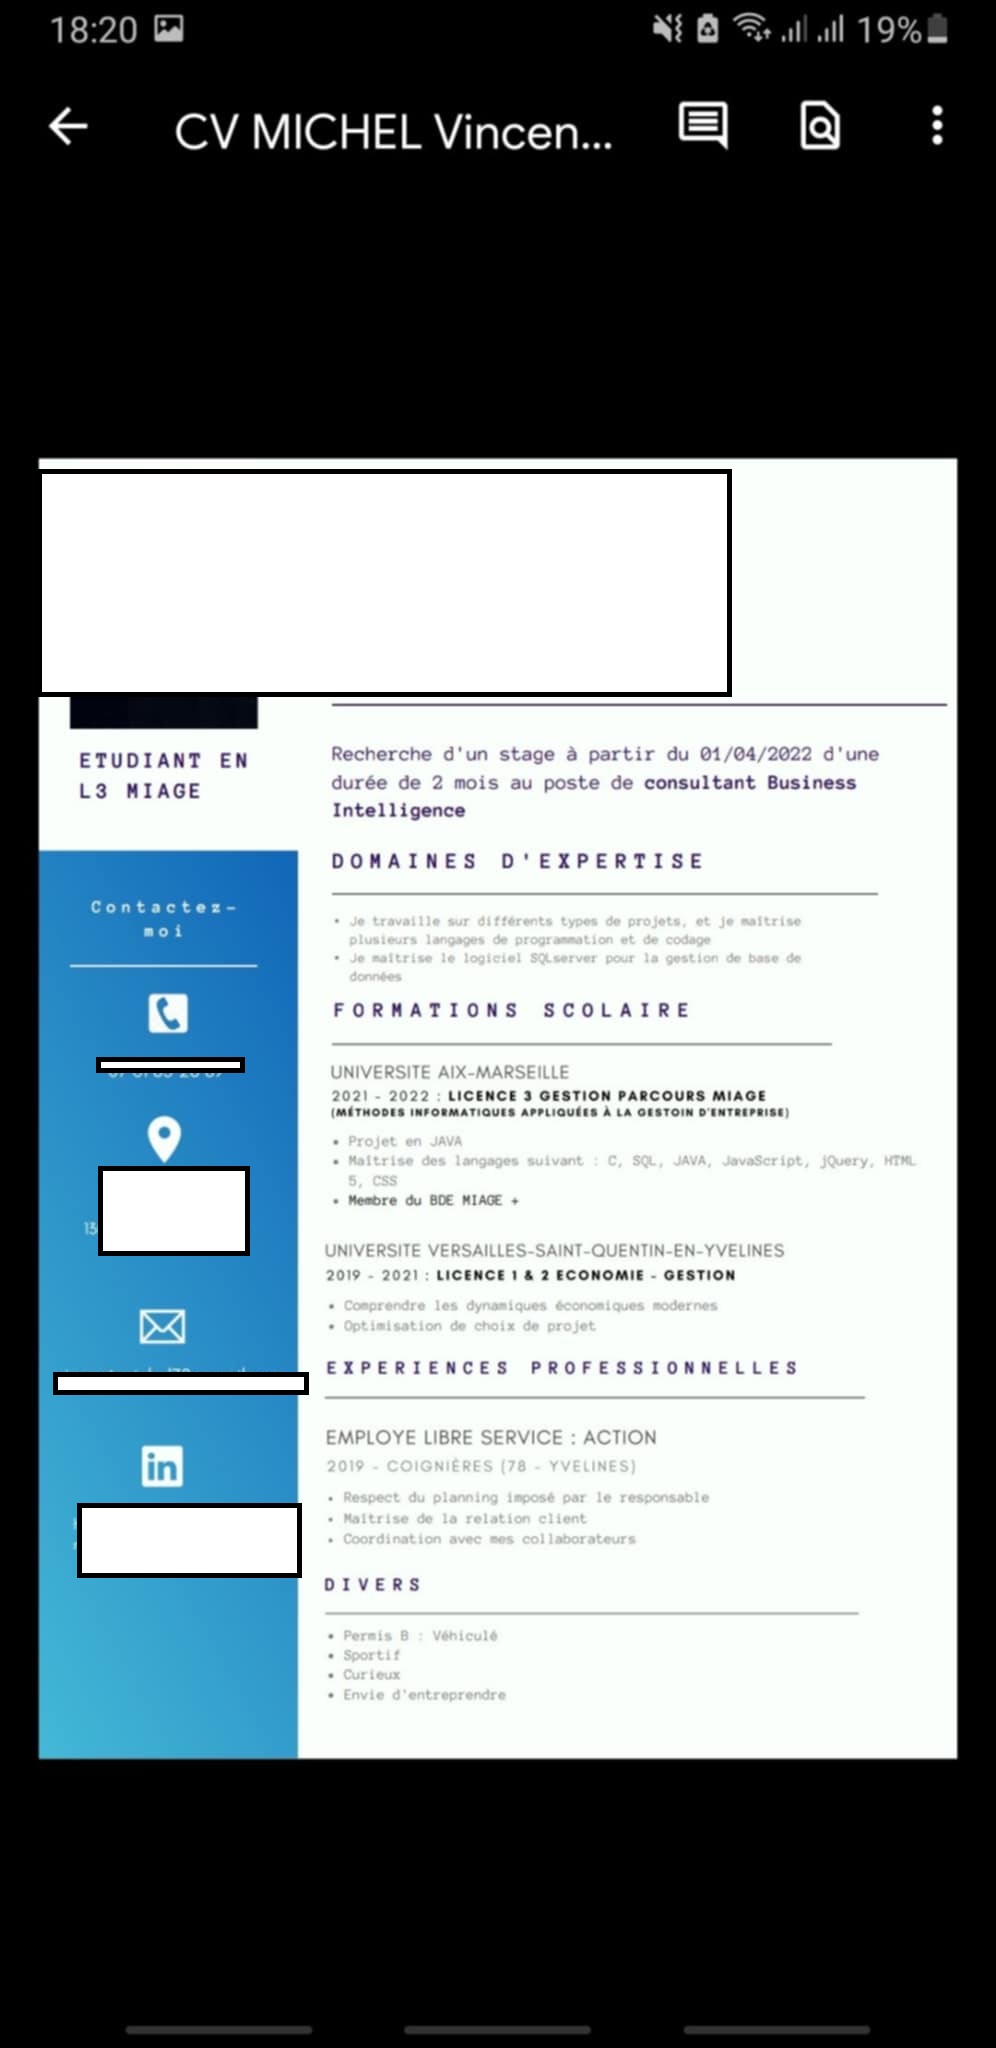 18:20
19%
CV MICHEL Vincen...
ETUDIANT EN
L3 MIAGE
Contactez-
moi
13
in
Recherche d'un stage à partir du 01/04/2022 d'une
durée de 2 mois au poste de consultant Business
Intelligence
DOMAINES D'EXPERTISE
• Je travaille sur différents types de projets, et je maîtrise
plusieurs langages de programmation et de codage
• Je maîtrise le logiciel SQLserver pour la gestion de base de
données
FORMATIONS SCOLAIRE
UNIVERSITE AIX-MARSEILLE
2021 - 2022 : LICENCE 3 GESTION PARCOURS MIAGE
(MÉTHODES INFORMATIQUES APPLIQUÉES À LA GESTOIN D'ENTREPRISE)
• Projet en JAVA
• Maîtrise des langages suivant : C, SQL, JAVA, JavaScript, jQuery, HTML
5, CSS
• Membre du BDE MIAGE +
UNIVERSITE VERSAILLES-SAINT-QUENTIN-EN-YVELINES
2019 - 2021 : LICENCE 1 & 2 ECONOMIE - GESTION
• Comprendre les dynamiques économiques modernes
• Optimisation de choix de projet
EXPERIENCES PROFESSIONNELLES
EMPLOYE LIBRE SERVICE : ACTION
2019 - COIGNIÈRES (78 - YVELINES)
• Respect du planning imposé par le responsable
• Maîtrise de la relation client
• Coordination avec mes collaborateurs
DIVERS
• Permis B : Véhiculé
• Sportif
• Curieux
• Envie d'entreprendre